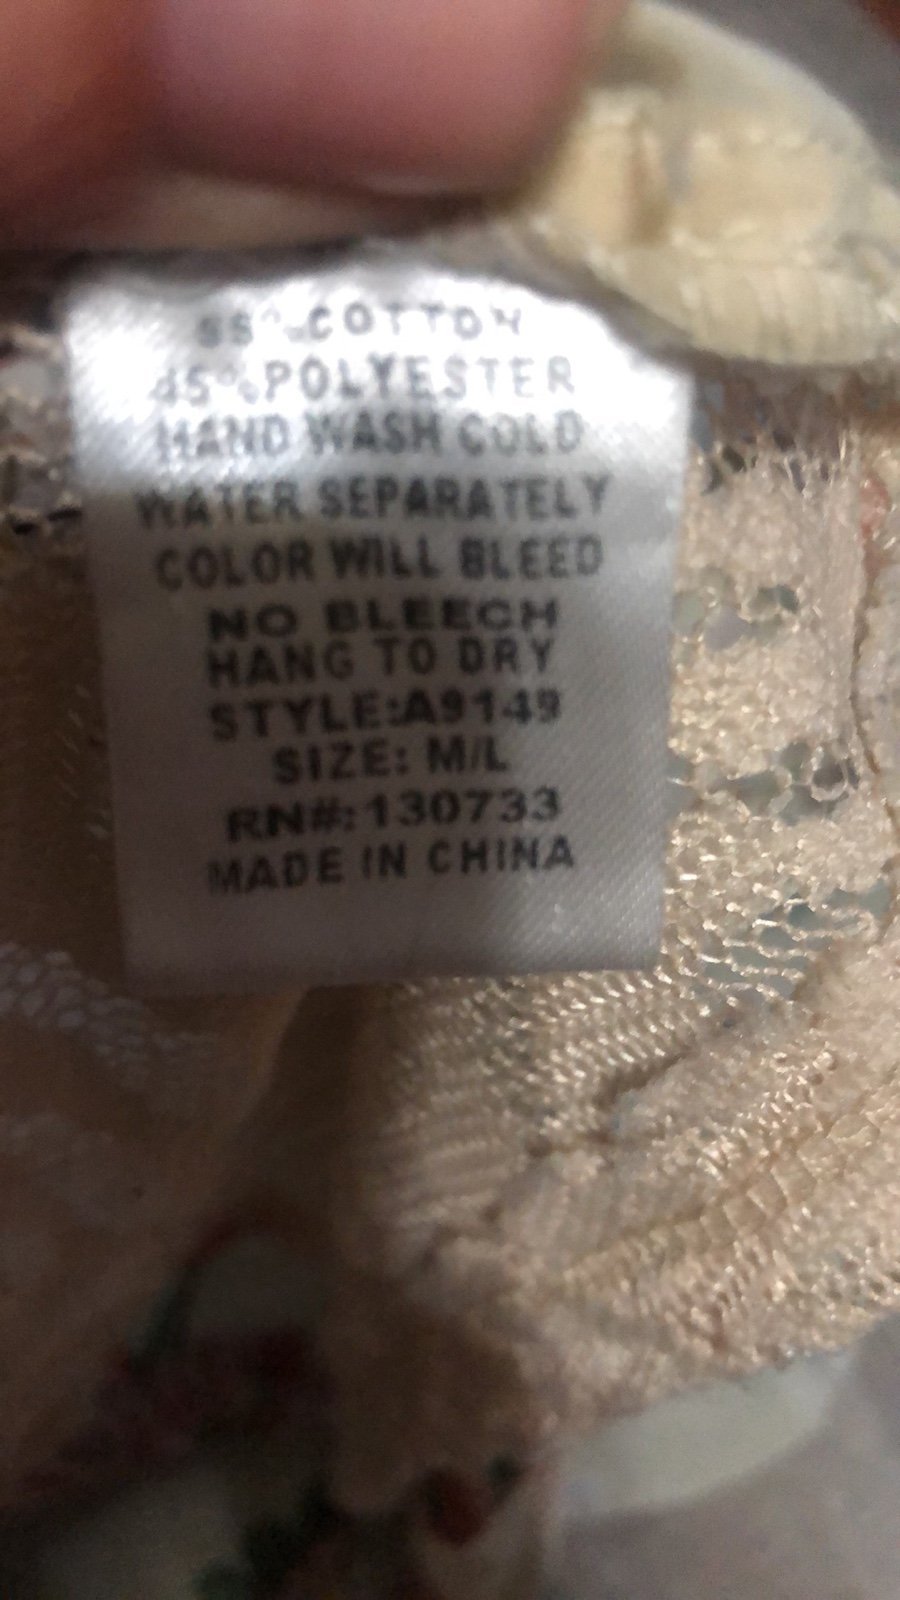 55% COTTON
45% POLYESTER
HAND WASH COLD
WATER SEPARATELY
COLOR WILL BLEED
NO BLEECH
HANG TO DRY
STYLE:A9149
SIZE: M/L
RN#:130733
MADE IN CHINA